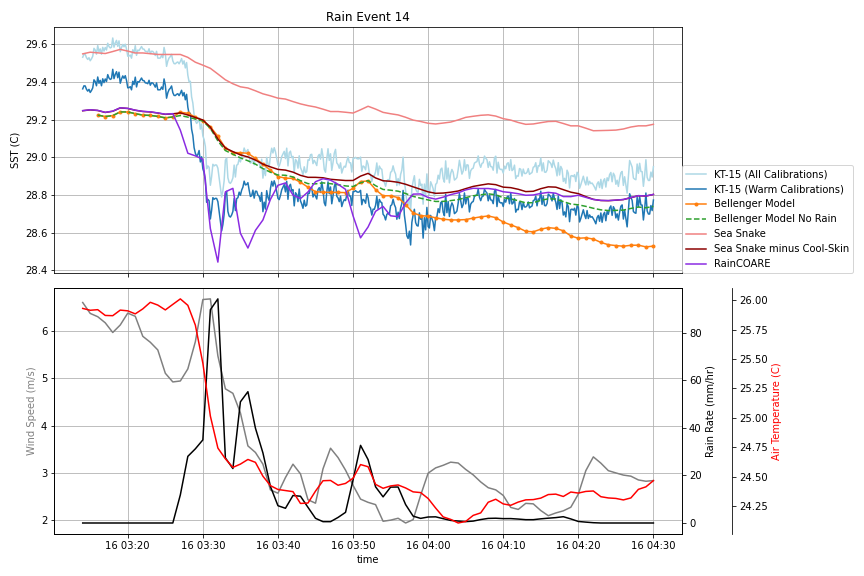 Rain Event 14
SST (C)
29.6
29.4
29.2
29.0
28.8
28.6
28.4
KT-15 (All Calibrations)
KT-15 (Warm Calibrations)
Bellenger Model
Bellenger Model No Rain
Sea Snake
Sea Snake minus Cool-Skin
RainCOARE
Wind Speed (m/s)
6
5
4
3
2
80
60
40
20
0
Rain Rate (mm/hr)
26.00
25.75
25.50
25.25
25.00
24.75
24.50
24.25
Air Temperature (C)
16 03:20 16 03:30 16 03:40 16 03:50 16 04:00 16 04:10 16 04:20 16 04:30
time